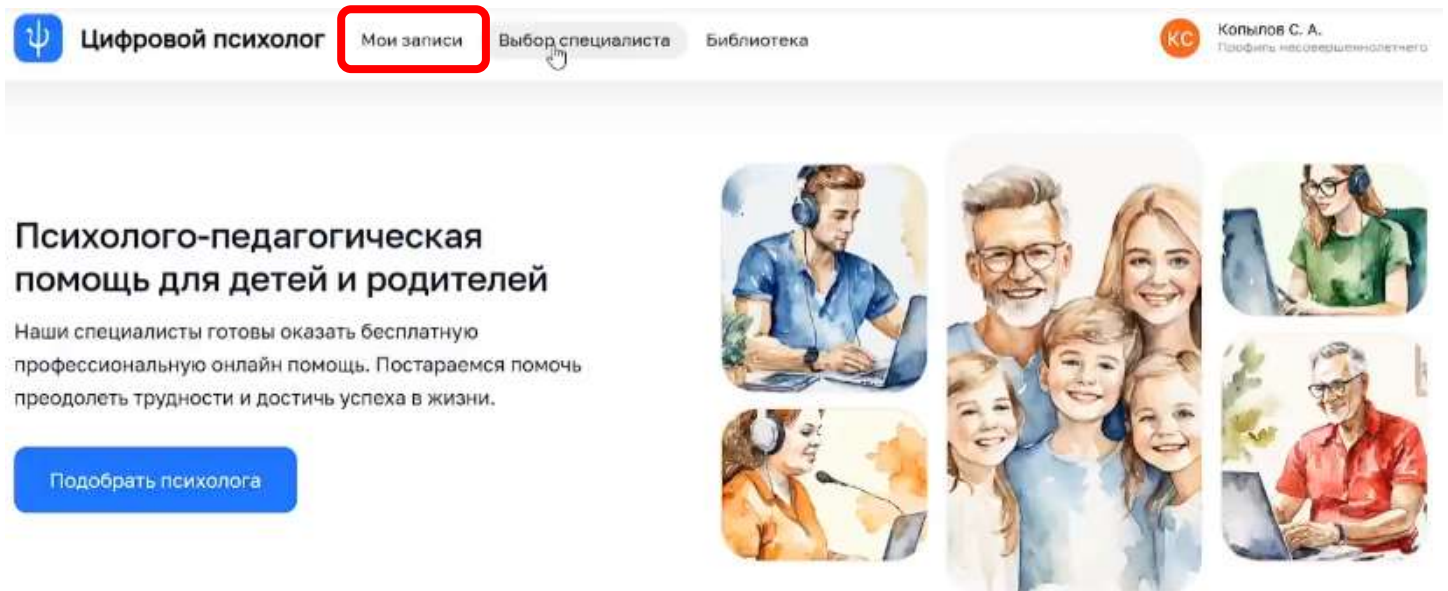 Цифровой психолог
Мои записи
Выбор специалиста
Библиотека
КС
Копылов С. А.
Профиль несовершеннолетнего
Психолого-педагогическая
помощь для детей и родителей
Наши специалисты готовы оказать бесплатную
профессиональную онлайн помощь. Постараемся помочь
преодолеть трудности и достичь успеха в жизни.
Подобрать психолога